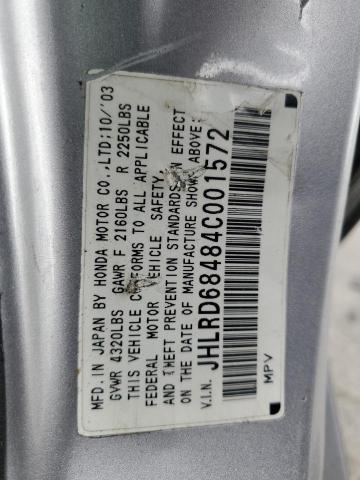 MFD. IN JAPAN BY HONDA MOTOR CO.,LTD:10/'03
GVWR 4320LBS GAWR F 2160LBS R 2250LBS
THIS VEHICLE CONFORMS TO ALL APPLICABLE
FEDERAL MOTOR VEHICLE SAFETY
AND THEFT PREVENTION STANDARDS IN EFFECT
ON THE DATE OF MANUFACTURE SHOWN ABOVE.
V.I.N. JHLRD68484C001572
MPV